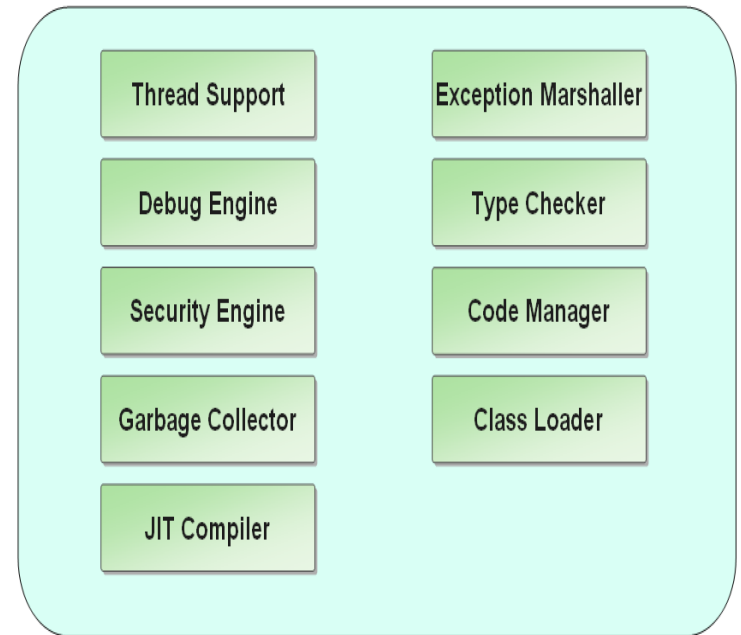 Thread Support
Exception Marshaller
Debug Engine
Type Checker
Security Engine
Code Manager
Garbage Collector
Class Loader
JIT Compiler